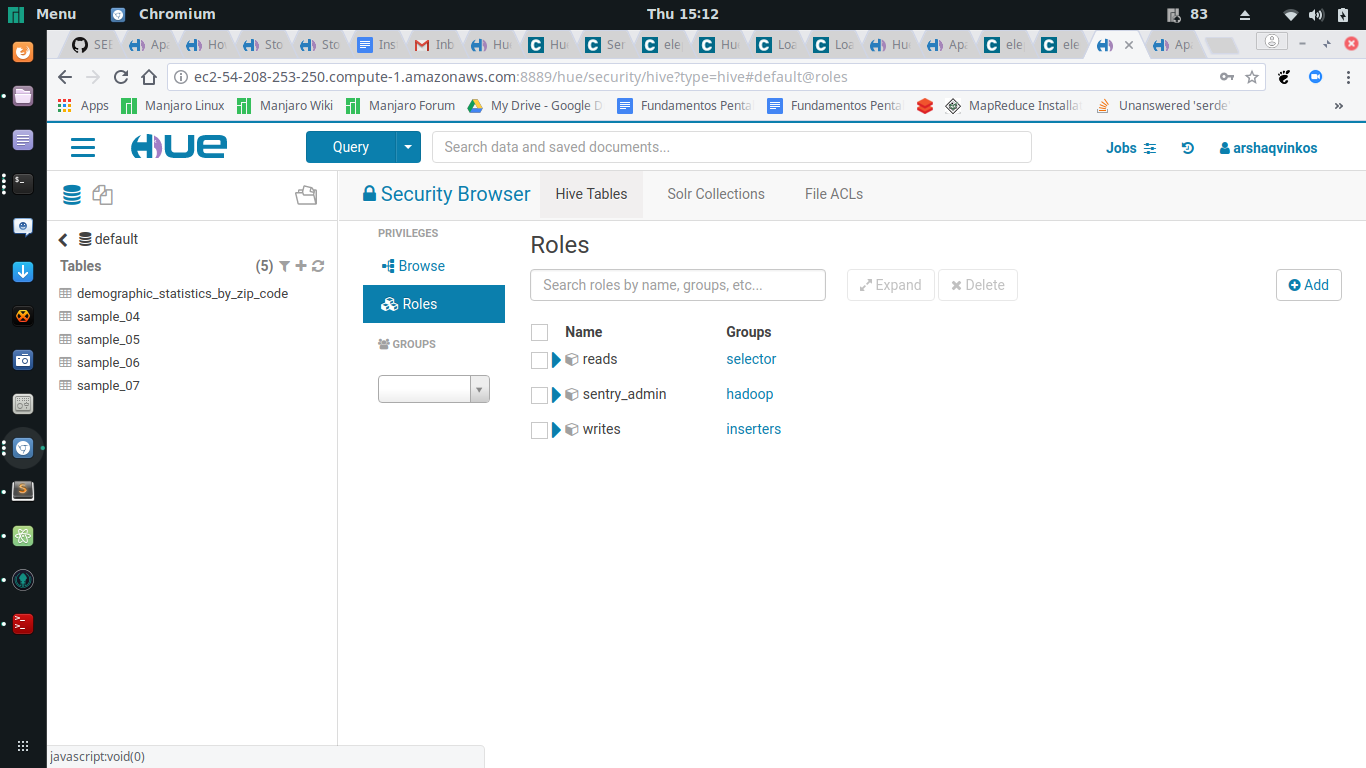 Menu Chromium Thu 15:12 83
SEE Apa Hov Sto Sto Ins Inb Hue Hue Ser ele Hue Loa Loa Hue Apa ele ele Apa
ec2-54-208-253-250.compute-1.amazonaws.com:8889/hue/security/hive?type=hive#default@roles
Apps Manjaro Linux Manjaro Wiki Manjaro Forum My Drive - Google D Fundamentos Penta Fundamentos Penta MapReduce Installa Unanswered 'serde' »
HUE Query Search data and saved documents... Jobs arshaqvinkos
Security Browser Hive Tables Solr Collections File ACLs
default
Tables (5)
demographic_statistics_by_zip_code
sample_04
sample_05
sample_06
sample_07
PRIVILEGES
Browse
Roles
GROUPS
Roles
Search roles by name, groups, etc... Expand Delete Add
Name Groups
reads selector
sentry_admin hadoop
writes inserters
javascript:void(0)